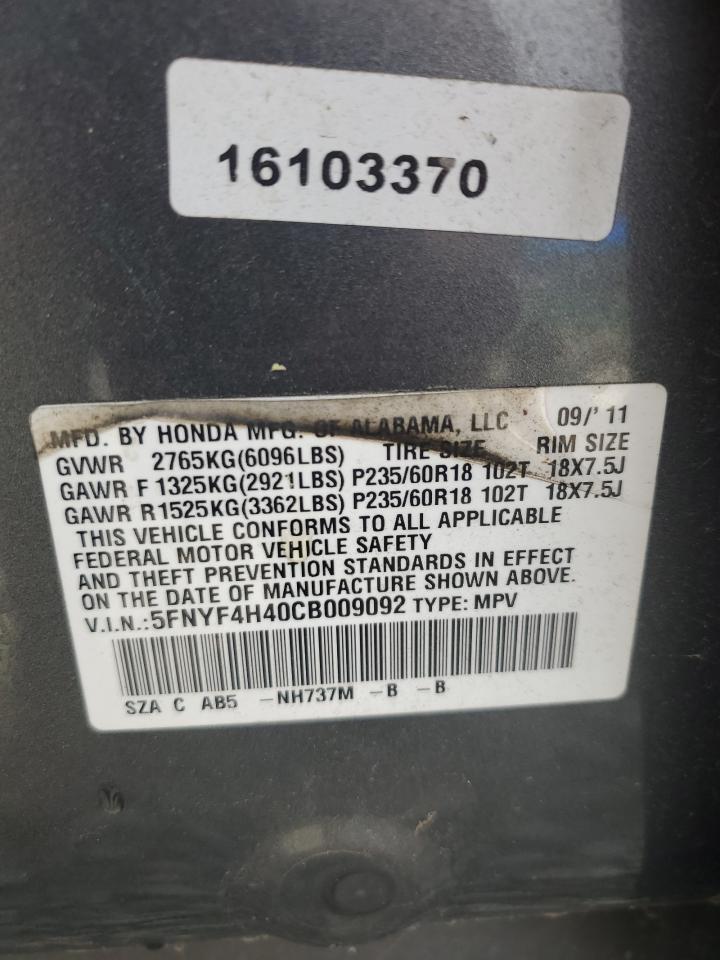 16103370
MFD. BY HONDA MFG. OF ALABAMA, LLC 09/'11
GVWR 2765KG(6096LBS) TIRE SIZE RIM SIZE
GAWR F 1325KG(2921LBS) P235/60R18 102T 18X7.5J
GAWR R1525KG(3362LBS) P235/60R18 102T 18X7.5J
THIS VEHICLE CONFORMS TO ALL APPLICABLE
FEDERAL MOTOR VEHICLE SAFETY
AND THEFT PREVENTION STANDARDS IN EFFECT
ON THE DATE OF MANUFACTURE SHOWN ABOVE.
V.I.N.:5FNYF4H40CB009092 TYPE: MPV
SZA C AB5 -NH737M -B -B